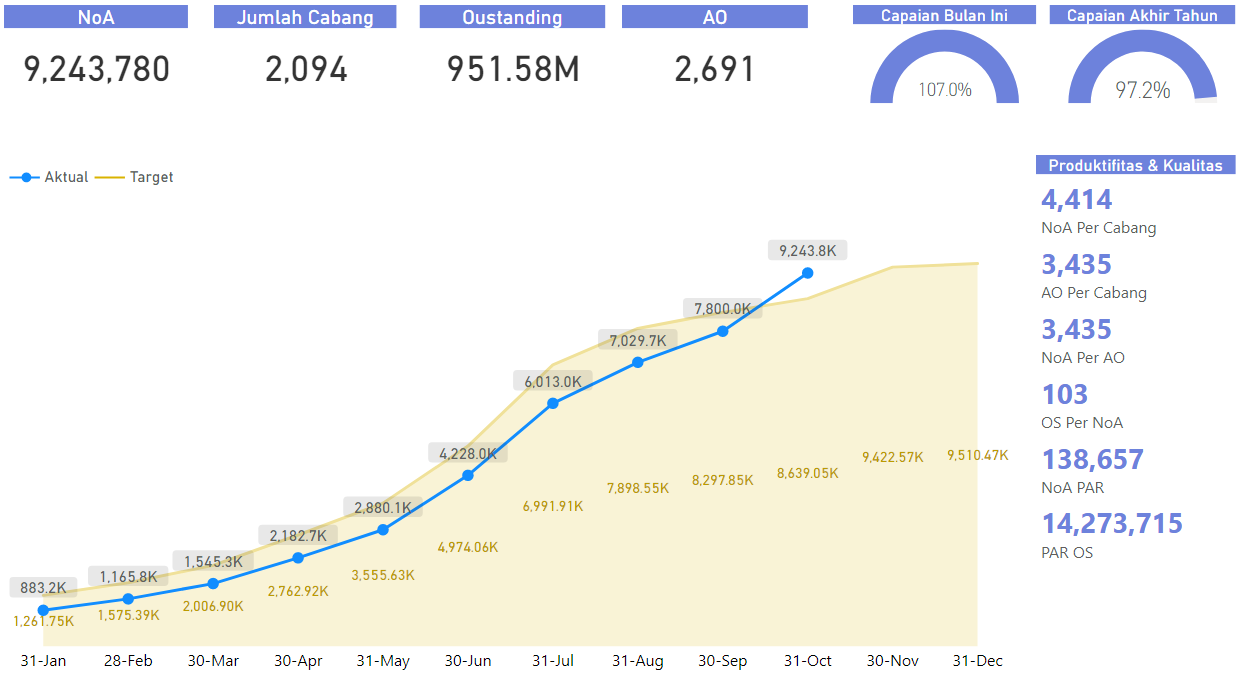 NoA
Jumlah Cabang
Oustanding
AO
Capaian Bulan Ini
Capaian Akhir Tahun
9,243,780
2,094
951.58M
2,691
107.0%
97.2%
Aktual
Target
Produktifitas & Kualitas
4,414
NoA Per Cabang
3,435
AO Per Cabang
3,435
NoA Per AO
103
OS Per NoA
138,657
NoA PAR
14,273,715
PAR OS
883.2K
1,165.8K
1,545.3K
2,182.7K
2,880.1K
4,228.0K
6,013.0K
7,029.7K
7,800.0K
9,243.8K
1,261.75K
1,575.39K
2,006.90K
2,762.92K
3,555.63K
4,974.06K
6,991.91K
7,898.55K
8,297.85K
8,639.05K
9,422.57K
9,510.47K
31-Jan
28-Feb
30-Mar
30-Apr
31-May
30-Jun
31-Jul
31-Aug
30-Sep
31-Oct
30-Nov
31-Dec